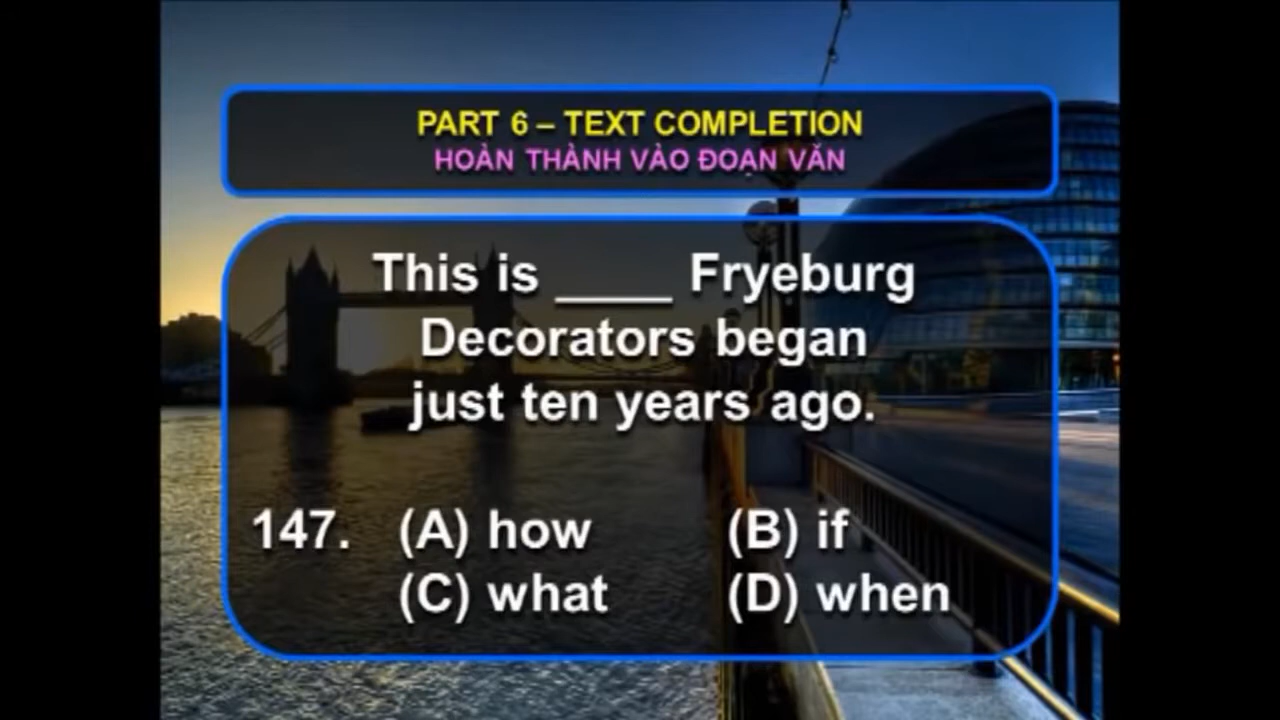 PART 6 – TEXT COMPLETION
HOÀN THÀNH VÀO ĐOẠN VĂN
This is ____ Fryeburg
Decorators began
just ten years ago.
147. (A) how (B) if
(C) what (D) when